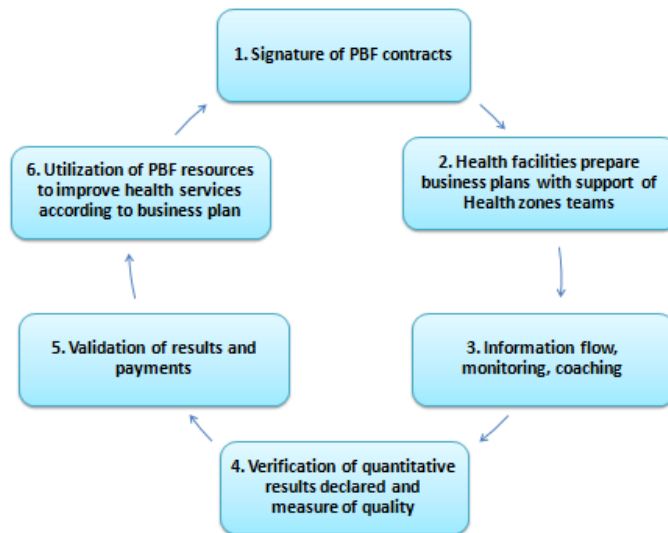 1. Signature of PBF contracts
2. Health facilities prepare
business plans with support of
Health zones teams
3. Information flow,
monitoring, coaching
4. Verification of quantitative
results declared and
measure of quality
5. Validation of results and
payments
6. Utilization of PBF resources
to improve health services
according to business plan